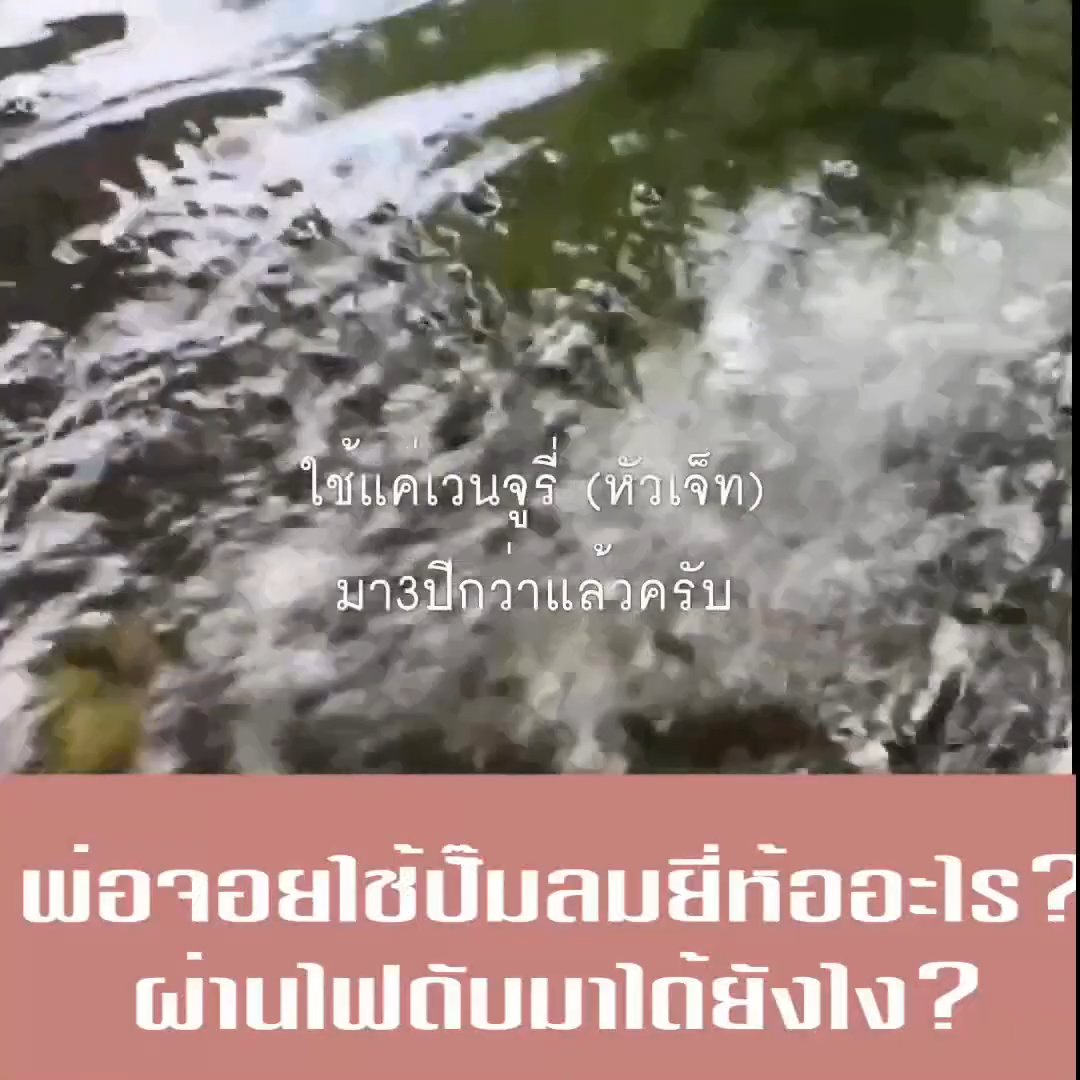 ใช้แค่เวนจูรี่ (หัวเจ็ท)
มา3ปีกว่าแล้วครับ
พ่อจอยใช้ปั๊มลมยี่ห้ออะไร?
ผ่านไฟดับมาได้ยังไง?